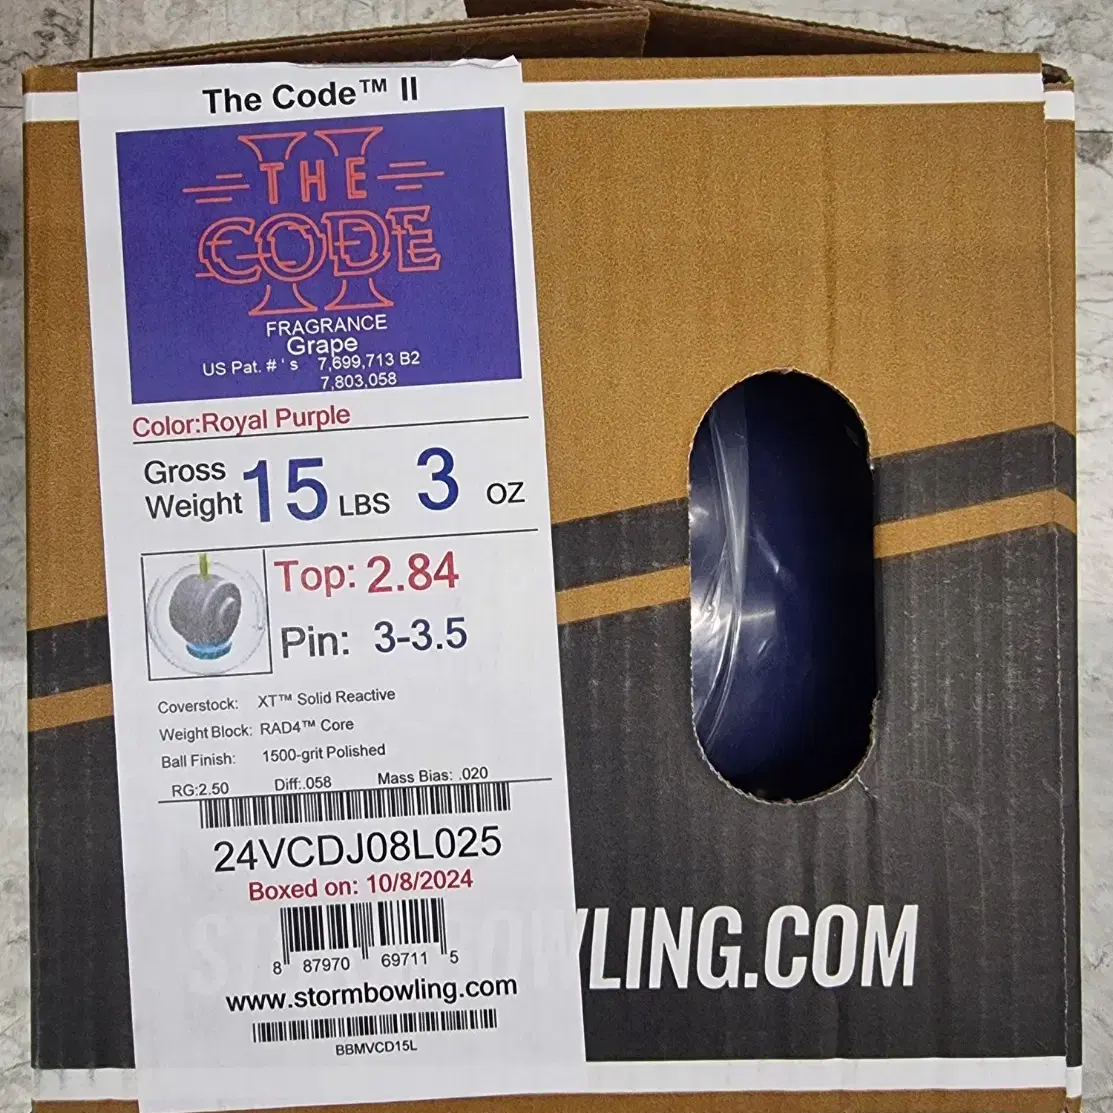 The Code™ II
THE
CODE
II
FRAGRANCE
Grape
US Pat. #'s 7,699,713 B2
7,803,058
Color:Royal Purple
Gross Weight 15 LBS 3 OZ
Top: 2.84
Pin: 3-3.5
Coverstock: XT™ Solid Reactive
Weight Block: RAD4™ Core
Ball Finish: 1500-grit Polished
RG:2.50 Diff:.058 Mass Bias: .020
24VCDJ08L025
Boxed on: 10/8/2024
8 87970 69711 5
www.stormbowling.com
BBMVCD15L
STORMBOWLING.COM